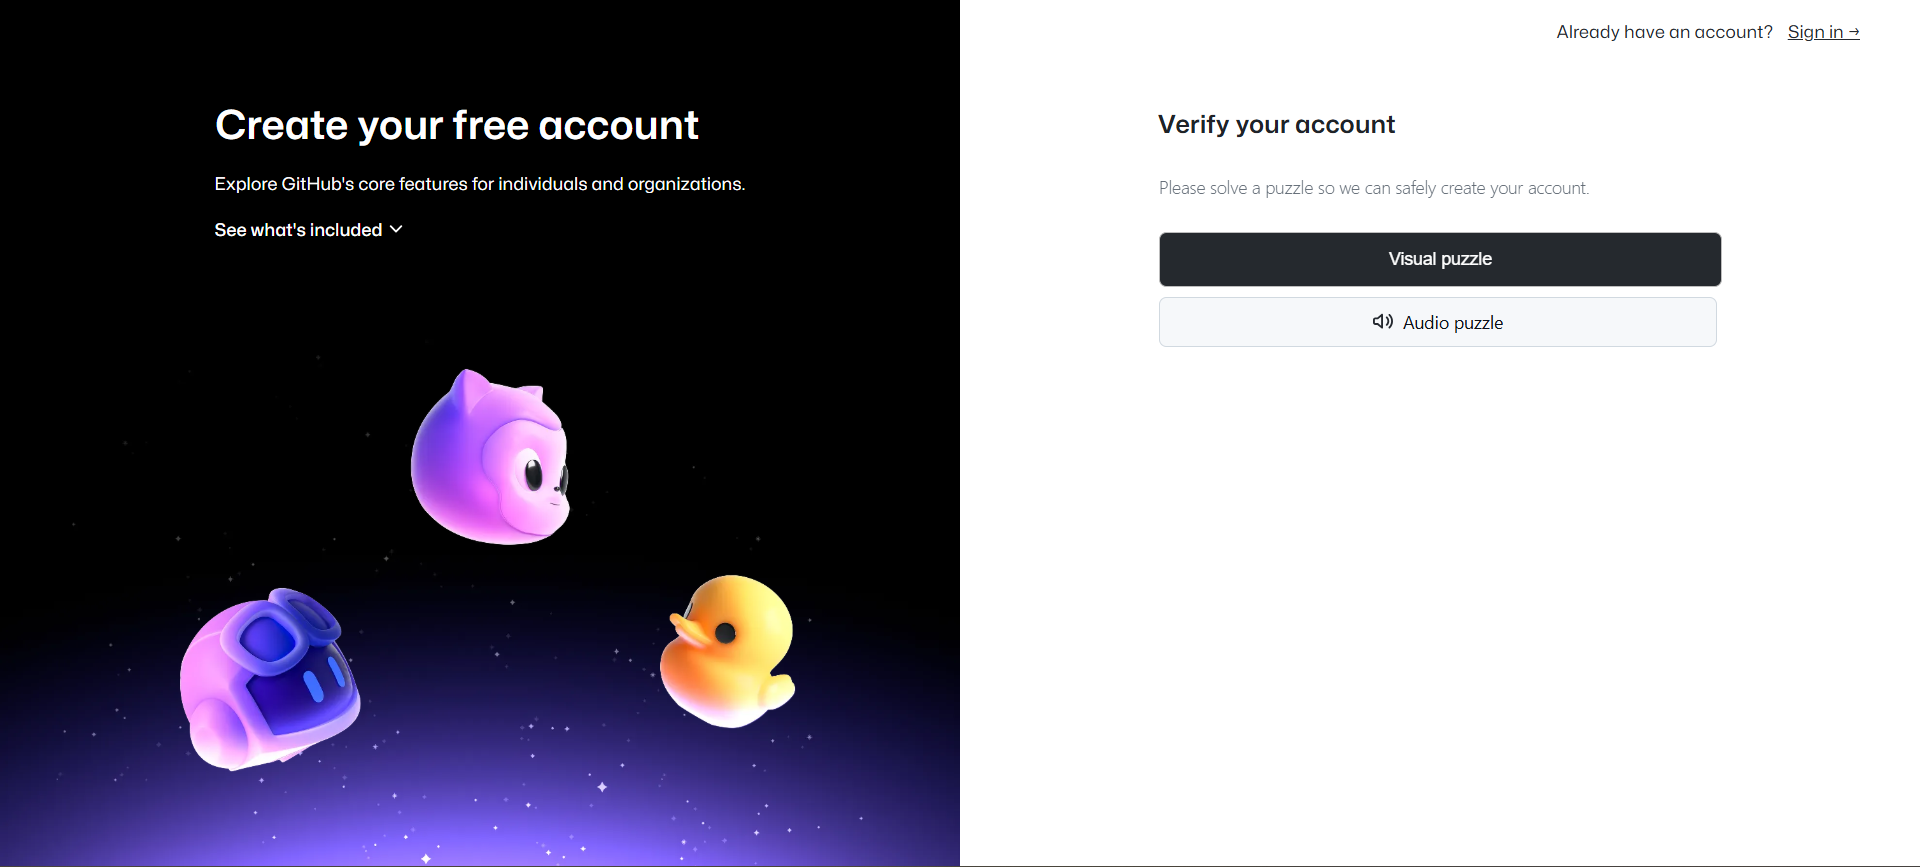 Already have an account? Sign in →
Create your free account
Explore GitHub's core features for individuals and organizations.
See what's included
Verify your account
Please solve a puzzle so we can safely create your account.
Visual puzzle
Audio puzzle